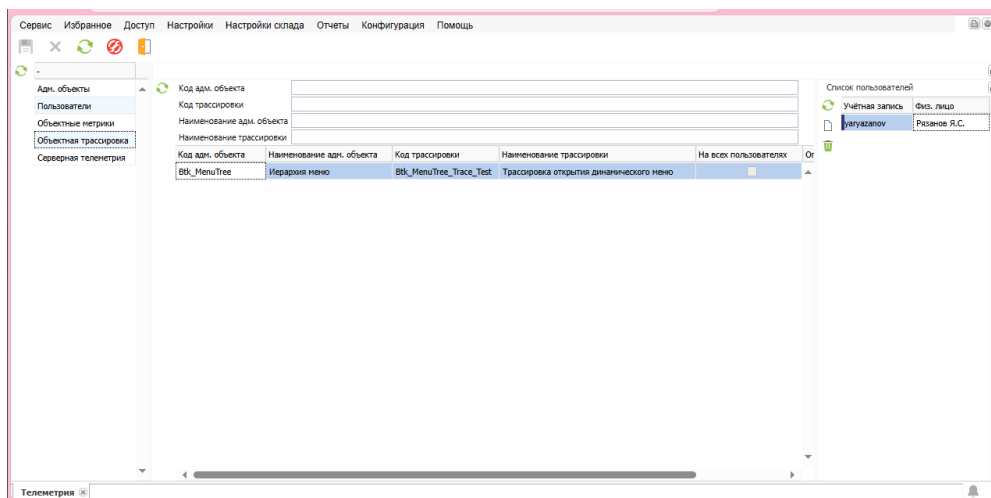 Сервис Избранное Доступ Настройки Настройки склада Отчеты Конфигурация Помощь
-
Адм. объекты
Пользователи
Объектные метрики
Объектная трассировка
Серверная телеметрия
Код адм. объекта
Код трассировки
Наименование адм. объекта
Наименование трассировки
Код адм. объекта Наименование адм. объекта Код трассировки Наименование трассировки На всех пользователях Оп
Btk_MenuTree Иерархия меню Btk_MenuTree_Trace_Test Трассировка открытия динамического меню
Список пользователей
Учётная запись Физ. лицо
yaryazanov Рязанов Я.С.
Телеметрия